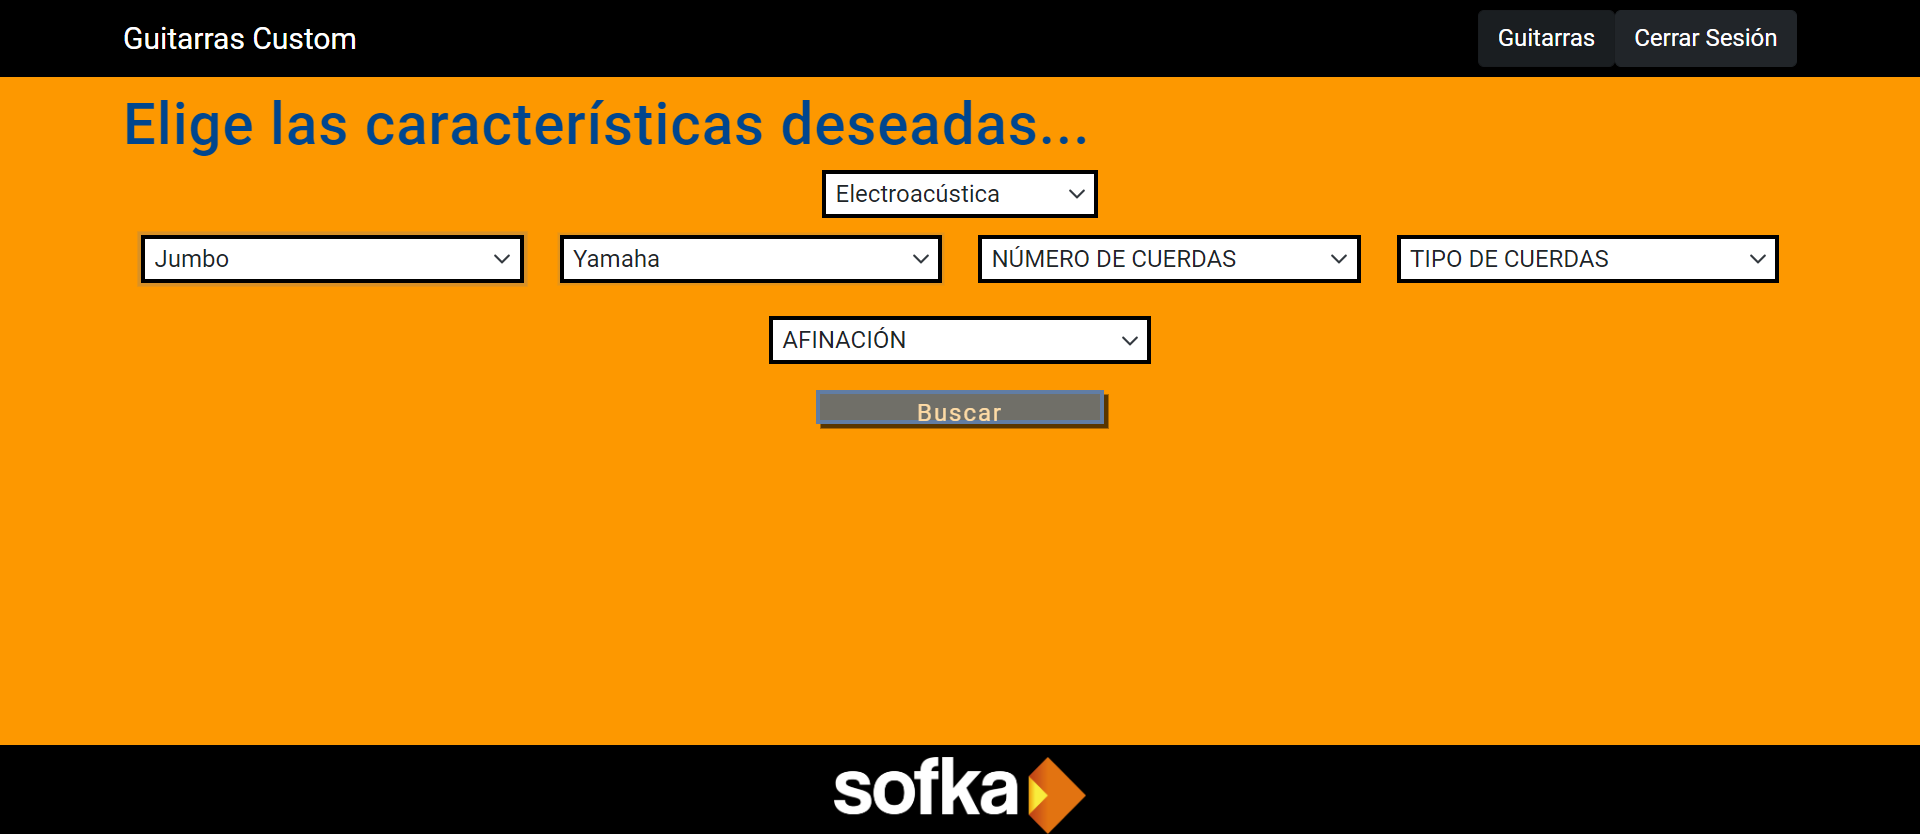 Guitarras Custom
Guitarras
Cerrar Sesión
Elige las características deseadas...
Electroacústica
Jumbo
Yamaha
NÚMERO DE CUERDAS
TIPO DE CUERDAS
AFINACIÓN
Buscar
sofka